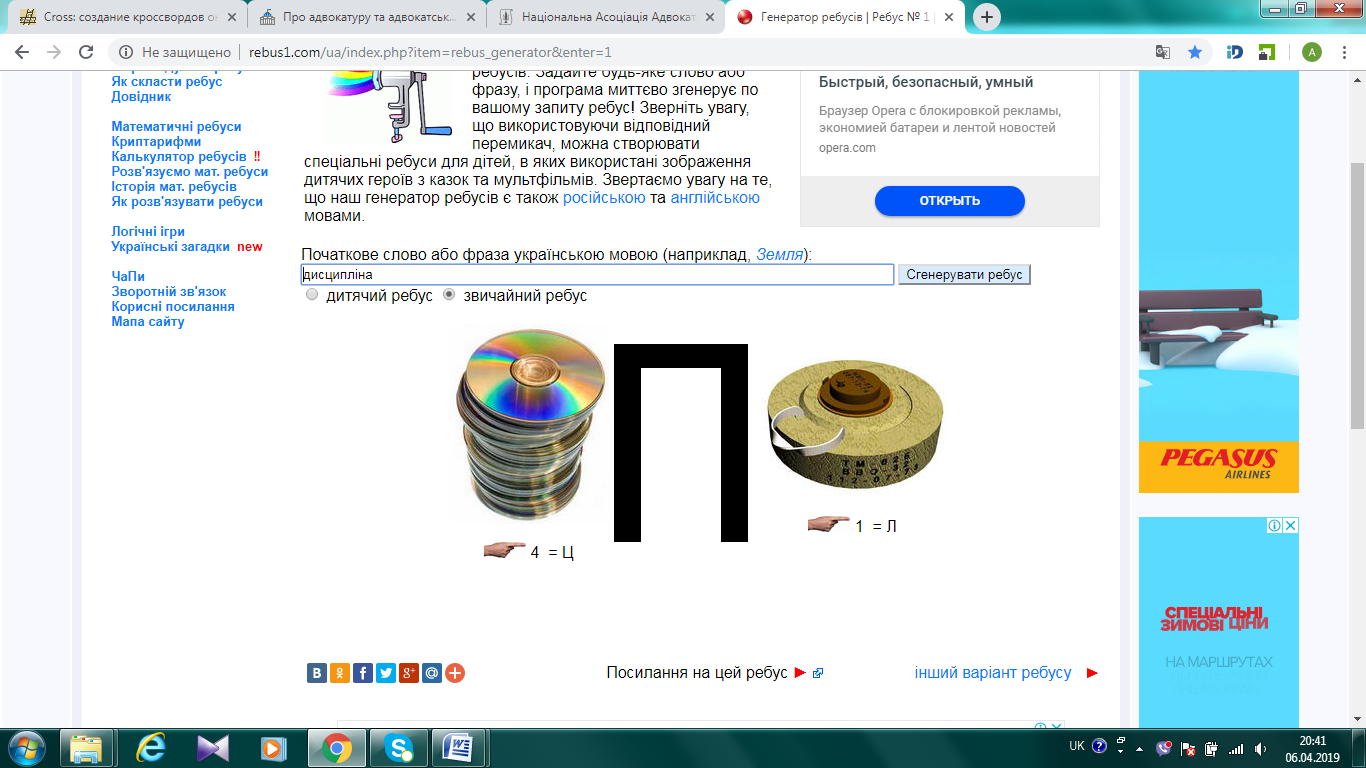 Cross: создание кроссвордов он
Про адвокатуру та адвокатськ...
Національна Асоціація Адвокат
Генератор ребусів | Ребус № 1 |
Не защищено
rebus1.com/ua/index.php?item=rebus_generator&enter=1
A
Як скласти ребус
Довідник
Математичні ребуси
Криптарифми
Калькулятор ребусів !!
Розв'язуємо мат. ребуси
Історія мат. ребусів
Як розв'язувати ребуси
Логічні ігри
Українські загадки new
ЧаПи
Зворотній зв'язок
Корисні посилання
Мапа сайту
ребусів. Задайте будь-яке слово або
фразу, і програма миттєво згенерує по
вашому запиту ребус! Зверніть увагу,
що використовуючи відповідний
перемикач, можна створювати
спеціальні ребуси для дітей, в яких використані зображення
дитячих героїв з казок та мультфільмів. Звертаємо увагу на те,
що наш генератор ребусів є також російською та англійською
мовами.
Быстрый, безопасный, умный
Браузер Opera с блокировкой рекламы,
экономией батареи и лентой новостей
opera.com
ОТКРЫТЬ
Початкове слово або фраза українською мовою (наприклад, Земля):
дисципліна
Сгенерувати ребус
дитячий ребус звичайний ребус
П
4 = Ц
1 = Л
Посилання на цей ребус
інший варіант ребусу
PEGASUS
AIRLINES
СПЕЦІАЛЬНІ
ЗИМОВІ ЦІНИ
НА МАРШРУТАХ
UK
20:41
06.04.2019